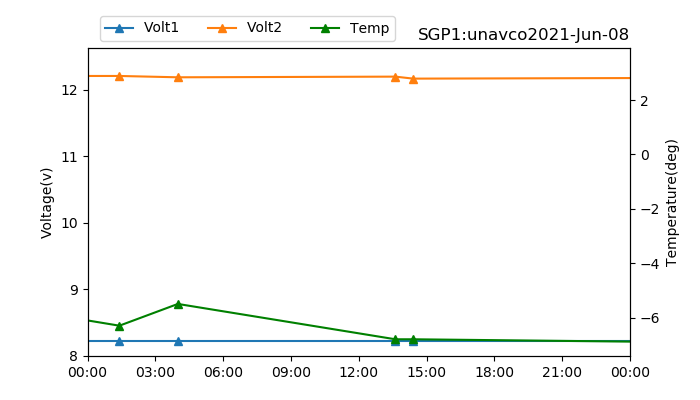 Volt1 Volt2 Temp
SGP1:unavco2021-Jun-08
12
11
10
9
8
Voltage(v)
2
0
−2
−4
−6
Temperature(deg)
00:00 03:00 06:00 09:00 12:00 15:00 18:00 21:00 00:00